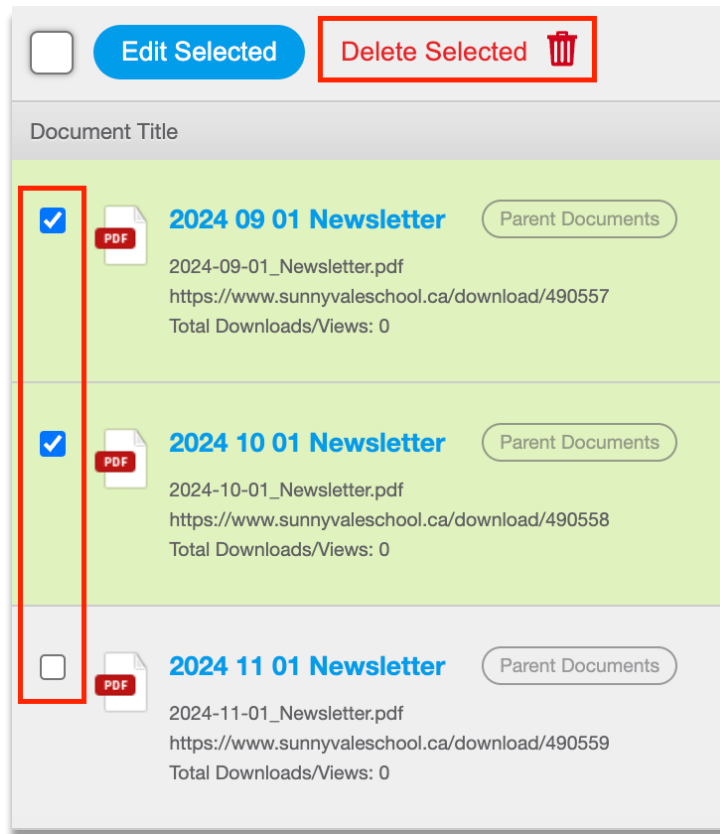 Edit Selected Delete Selected
Document Title
2024 09 01 Newsletter Parent Documents
PDF
2024-09-01_Newsletter.pdf
https://www.sunnyvaleschool.ca/download/490557
Total Downloads/Views: 0
2024 10 01 Newsletter Parent Documents
PDF
2024-10-01_Newsletter.pdf
https://www.sunnyvaleschool.ca/download/490558
Total Downloads/Views: 0
2024 11 01 Newsletter Parent Documents
PDF
2024-11-01_Newsletter.pdf
https://www.sunnyvaleschool.ca/download/490559
Total Downloads/Views: 0